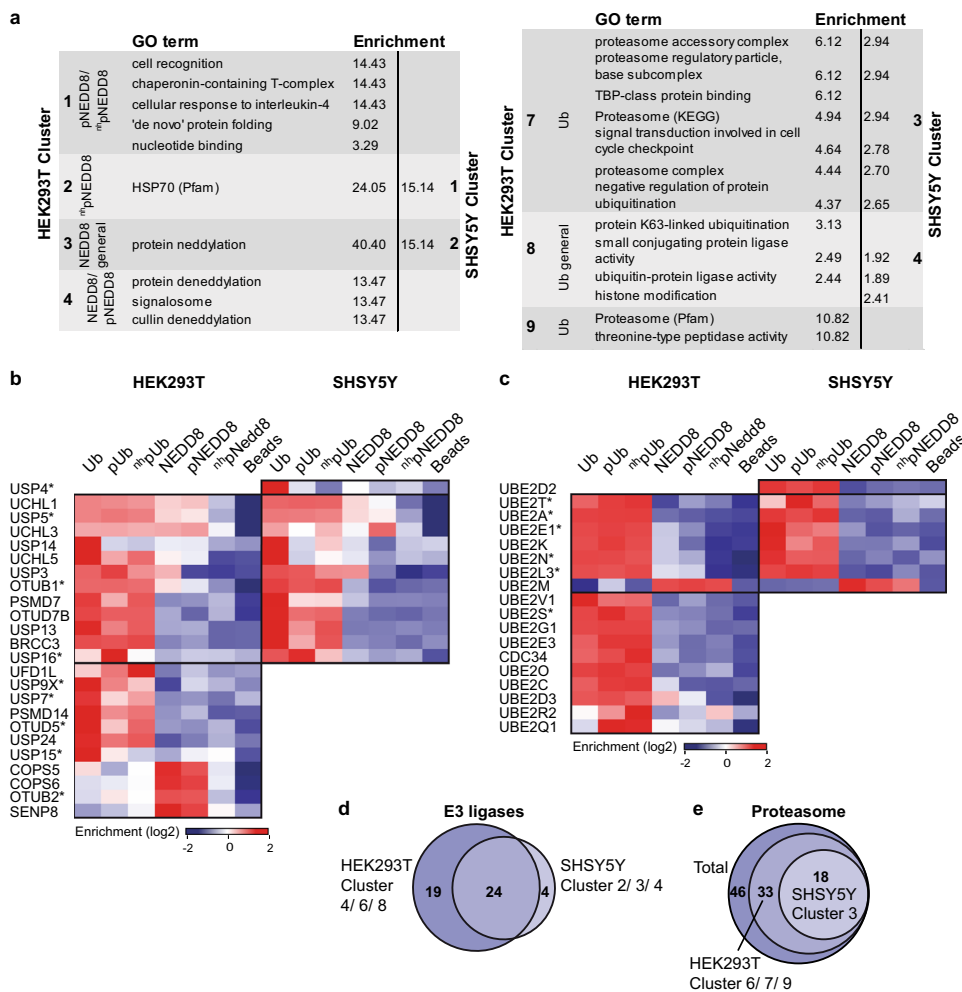 a
GO term Enrichment
HEK293T Cluster
SHSY5Y Cluster
1 pNEDD8/ nhpNEDD8
cell recognition 14.43
chaperonin-containing T-complex 14.43
cellular response to interleukin-4 14.43
'de novo' protein folding 9.02
nucleotide binding 3.29
2 nhpNEDD8 HSP70 (Pfam) 24.05 15.14 1
3 NEDD8 general protein neddylation 40.40 15.14 2
4 NEDD8/ pNEDD8
protein deneddylation 13.47
signalosome 13.47
cullin deneddylation 13.47
GO term Enrichment
HEK293T Cluster
SHSY5Y Cluster
7 Ub 3
proteasome accessory complex 6.12 2.94
proteasome regulatory particle,
base subcomplex 6.12 2.94
TBP-class protein binding 6.12
Proteasome (KEGG) 4.94 2.94
signal transduction involved in cell
cycle checkpoint 4.64 2.78
proteasome complex 4.44 2.70
negative regulation of protein
ubiquitination 4.37 2.65
8 Ub general 4
protein K63-linked ubiquitination 3.13
small conjugating protein ligase
activity 2.49 1.92
ubiquitin-protein ligase activity 2.44 1.89
histone modification 2.41
9 Ub
Proteasome (Pfam) 10.82
threonine-type peptidase activity 10.82
b
HEK293T SHSY5Y
Ub pUb nhpUb NEDD8 pNEDD8 nhpNedd8 Beads Ub pUb nhpUb NEDD8 pNEDD8 nhpNEDD8 Beads
USP4*
UCHL1
USP5*
UCHL3
USP14
UCHL5
USP3
OTUB1*
PSMD7
OTUD7B
USP13
BRCC3
USP16*
UFD1L
USP9X*
USP7*
PSMD14
OTUD5*
USP24
USP15*
COPS5
COPS6
OTUB2*
SENP8
Enrichment (log2)
-2 0 2
c
HEK293T SHSY5Y
Ub pUb nhpUb NEDD8 pNEDD8 nhpNedd8 Beads Ub pUb nhpUb NEDD8 pNEDD8 nhpNEDD8 Beads
UBE2D2
UBE2T*
UBE2A*
UBE2E1*
UBE2K
UBE2N*
UBE2L3*
UBE2M
UBE2V1
UBE2S*
UBE2G1
UBE2E3
CDC34
UBE2O
UBE2C
UBE2D3
UBE2R2
UBE2Q1
Enrichment (log2)
-2 0 2
d
E3 ligases
HEK293T
Cluster
4/ 6/ 8
19 24 4
SHSY5Y
Cluster 2/ 3/ 4
e
Proteasome
Total
46 33 18
SHSY5Y
Cluster 3
HEK293T
Cluster 6/ 7/ 9